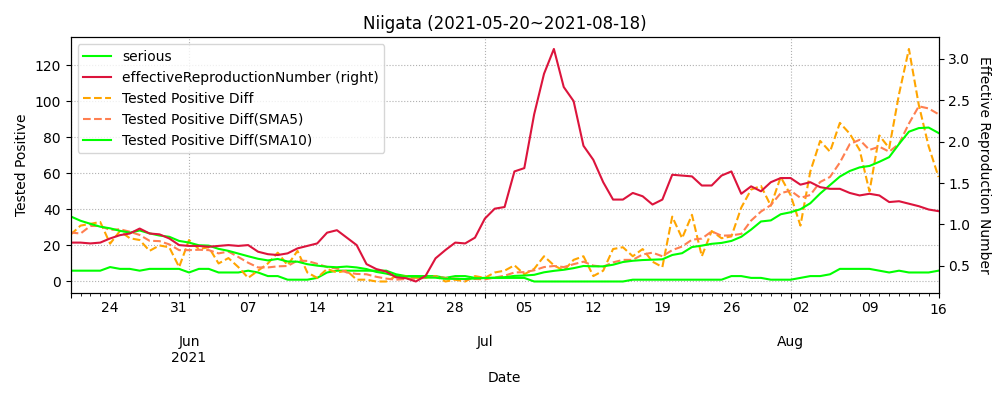 Niigata (2021-05-20~2021-08-18)
serious
effectiveReproductionNumber (right)
Tested Positive Diff
Tested Positive Diff(SMA5)
Tested Positive Diff(SMA10)
Tested Positive
120
100
80
60
40
20
0
3.0
2.5
2.0
1.5
1.0
0.5
Effective Reproduction Number
24 31 07 14 21 28 05 12 19 26 02 09 16
Jun Jul Aug
2021
Date